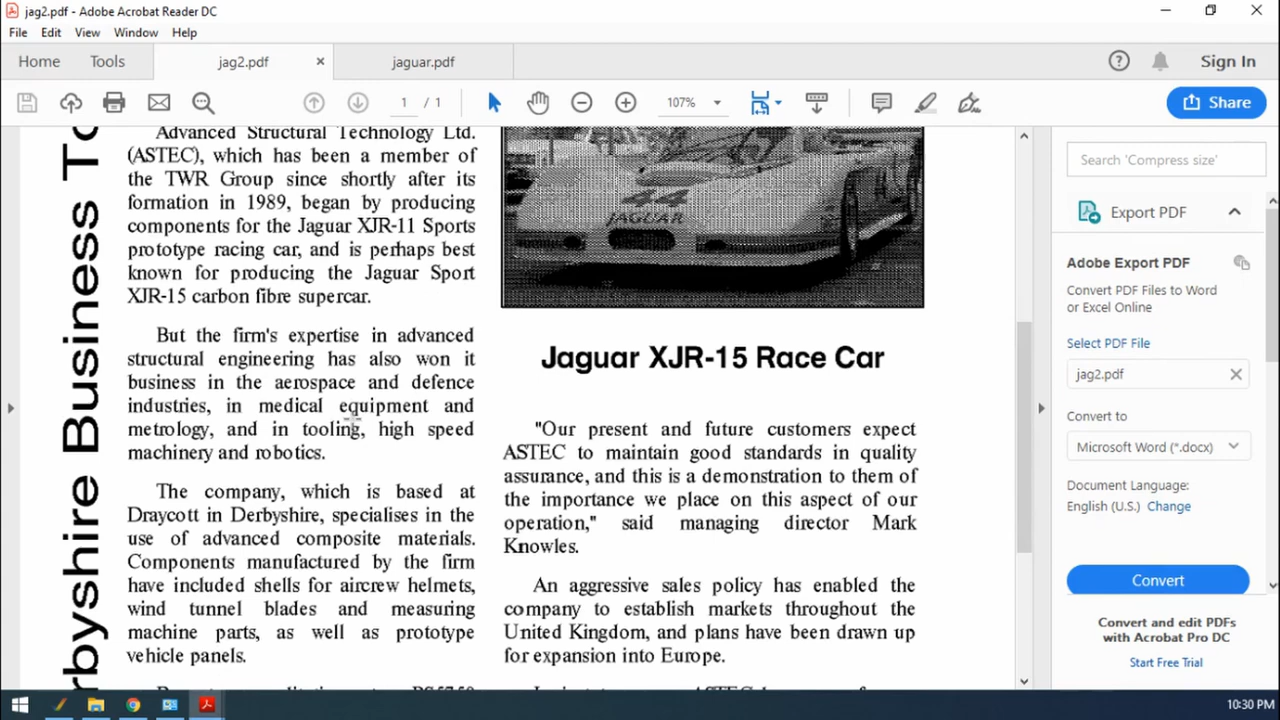 jag2.pdf - Adobe Acrobat Reader DC
File Edit View Window Help
Home Tools jag2.pdf × jaguar.pdf Sign In
1 / 1 107% Share
rbyshire Business To
Advanced Structural Technology Ltd.
(ASTEC), which has been a member of
the TWR Group since shortly after its
formation in 1989, began by producing
components for the Jaguar XJR-11 Sports
prototype racing car, and is perhaps best
known for producing the Jaguar Sport
XJR-15 carbon fibre supercar.
But the firm's expertise in advanced
structural engineering has also won it
business in the aerospace and defence
industries, in medical equipment and
metrology, and in tooling, high speed
machinery and robotics.
The company, which is based at
Draycott in Derbyshire, specialises in the
use of advanced composite materials.
Components manufactured by the firm
have included shells for aircrew helmets,
wind tunnel blades and measuring
machine parts, as well as prototype
vehicle panels.
44
JAGUAR
Jaguar XJR-15 Race Car
"Our present and future customers expect
ASTEC to maintain good standards in quality
assurance, and this is a demonstration to them of
the importance we place on this aspect of our
operation," said managing director Mark
Knowles.
An aggressive sales policy has enabled the
company to establish markets throughout the
United Kingdom, and plans have been drawn up
for expansion into Europe.
Search 'Compress size'
Export PDF
Adobe Export PDF
Convert PDF Files to Word
or Excel Online
Select PDF File
jag2.pdf
Convert to
Microsoft Word (*.docx)
Document Language:
English (U.S.) Change
Convert
Convert and edit PDFs
with Acrobat Pro DC
Start Free Trial
10:30 PM